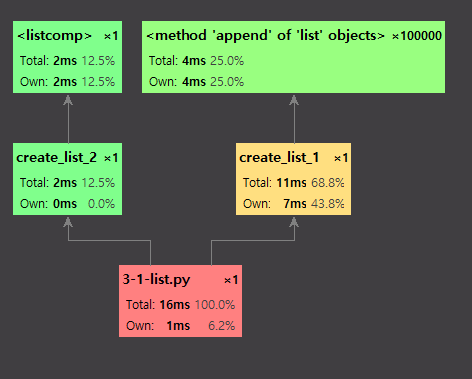 <listcomp> ×1
Total: 2ms 12.5%
Own: 2ms 12.5%
<method 'append' of 'list' objects> ×100000
Total: 4ms 25.0%
Own: 4ms 25.0%
create_list_2 ×1
Total: 2ms 12.5%
Own: 0ms 0.0%
create_list_1 ×1
Total: 11ms 68.8%
Own: 7ms 43.8%
3-1-list.py ×1
Total: 16ms 100.0%
Own: 1ms 6.2%